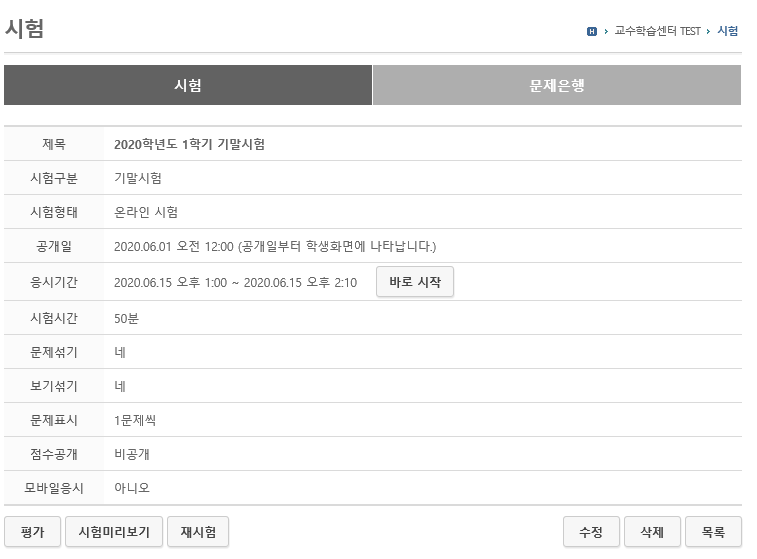 시험
H > 교수학습센터 TEST > 시험
시험 문제은행
제목 2020학년도 1학기 기말시험
시험구분 기말시험
시험형태 온라인 시험
공개일 2020.06.01 오전 12:00 (공개일부터 학생화면에 나타납니다.)
응시기간 2020.06.15 오후 1:00 ~ 2020.06.15 오후 2:10 바로 시작
시험시간 50분
문제섞기 네
보기섞기 네
문제표시 1문제씩
점수공개 비공개
모바일응시 아니오
평가 시험미리보기 재시험 수정 삭제 목록